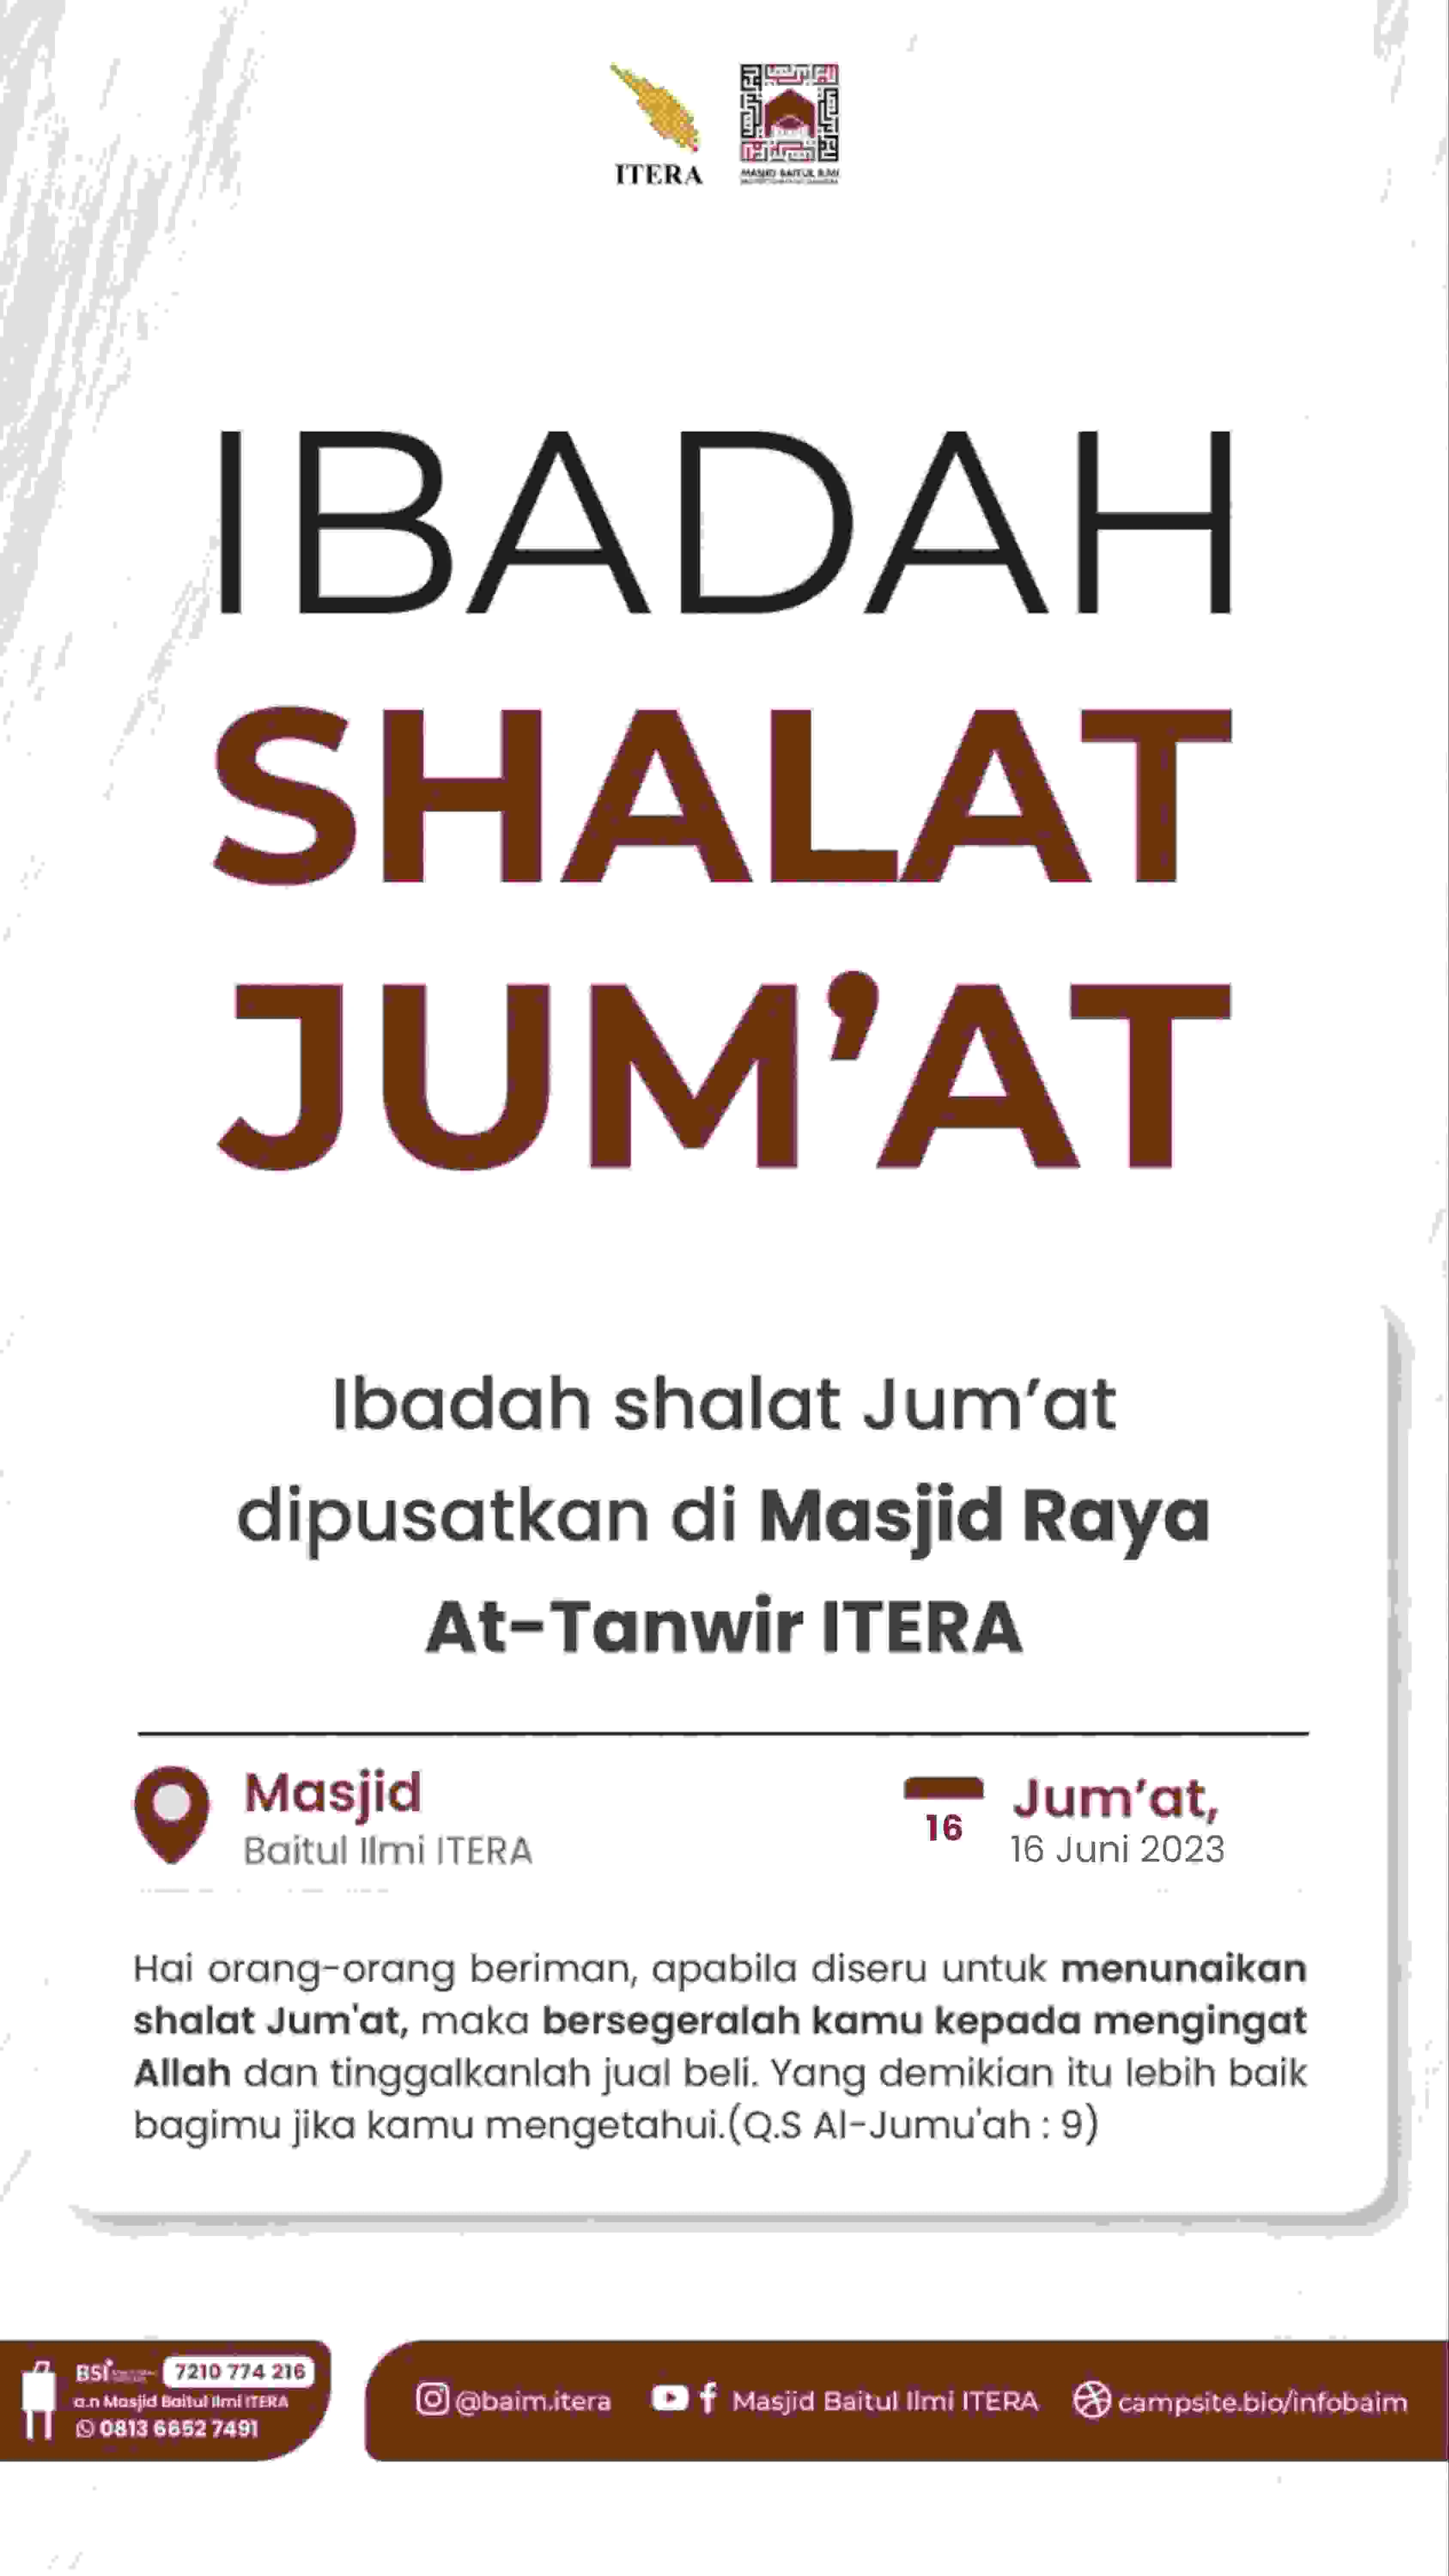 ITERA
MASJID BAITUL ILMI
IBADAH
SHALAT
JUM’AT
Ibadah shalat Jum’at
dipusatkan di Masjid Raya
At-Tanwir ITERA
Masjid
Baitul Ilmi ITERA
16
Jum’at,
16 Juni 2023
Hai orang-orang beriman, apabila diseru untuk menunaikan
shalat Jum'at, maka bersegeralah kamu kepada mengingat
Allah dan tinggalkanlah jual beli. Yang demikian itu lebih baik
bagimu jika kamu mengetahui.(Q.S Al-Jumu'ah : 9)
BSI 7210 774 216
a.n Masjid Baitul Ilmi ITERA
0813 6852 7491
@baim.itera Masjid Baitul Ilmi ITERA campsite.bio/infobaim